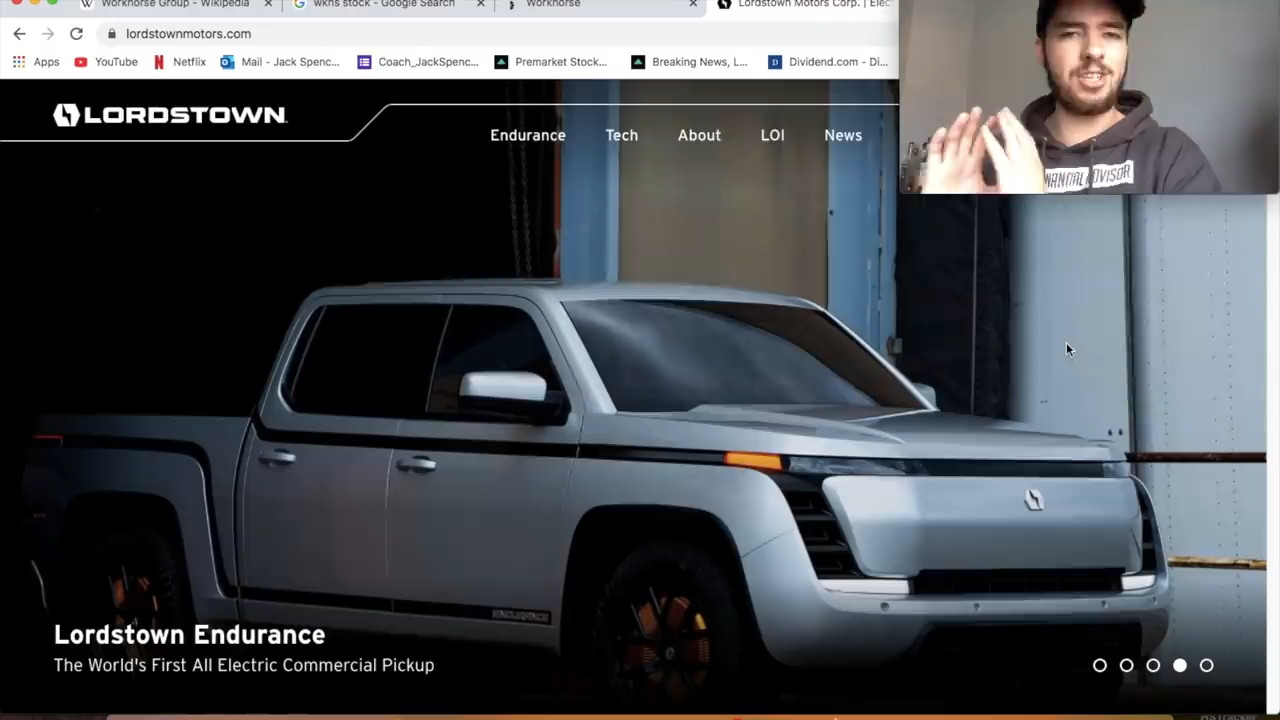 Workhorse Group - Wikipedia
wkhs stock - Google Search
Workhorse
Lordstown Motors Corp. | Elec
lordstownmotors.com
Apps
YouTube
Netflix
Mail - Jack Spenc...
Coach_JackSpenc...
Premarket Stock...
Breaking News, L...
Dividend.com - Di...
LORDSTOWN
Endurance
Tech
About
LOI
News
NANCIAL ADVISOR
ENDURANCE
Lordstown Endurance
The World's First All Electric Commercial Pickup